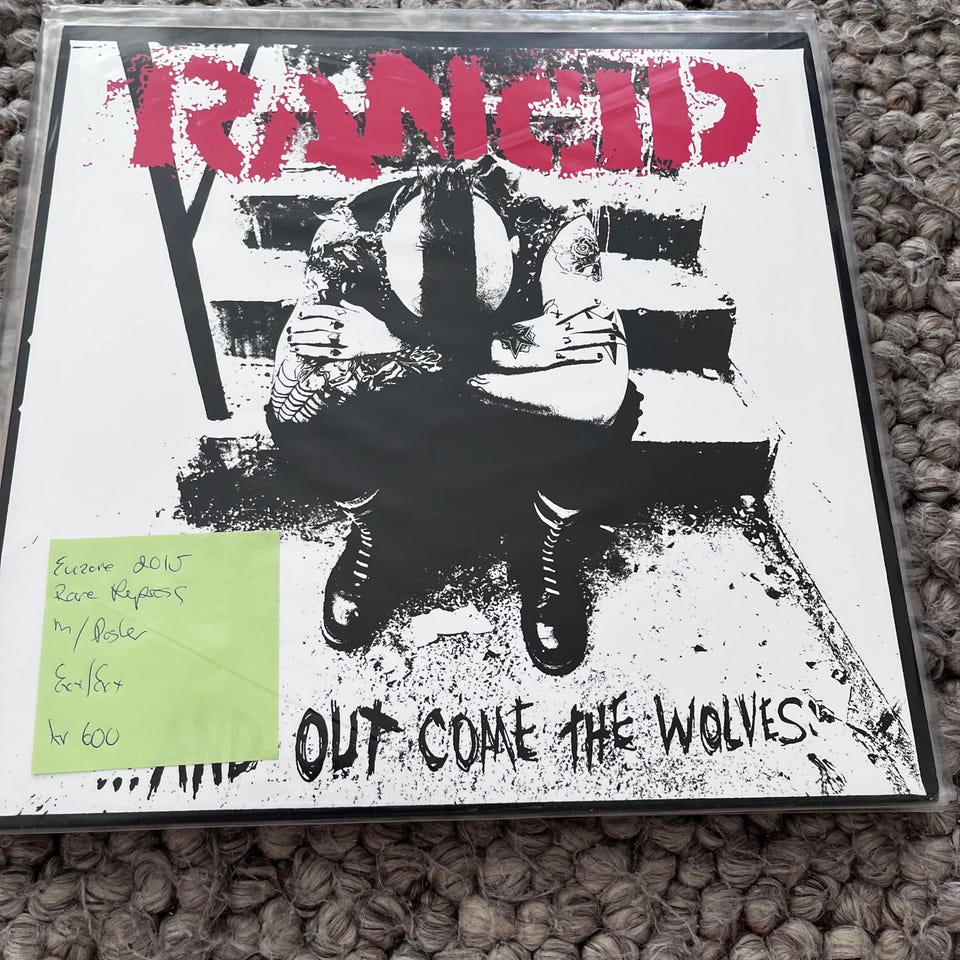 RANCID
Europe 2015
Rare Repress
m/Poster
Ex+/Ex+
kr 600
...AND OUT COME THE WOLVES